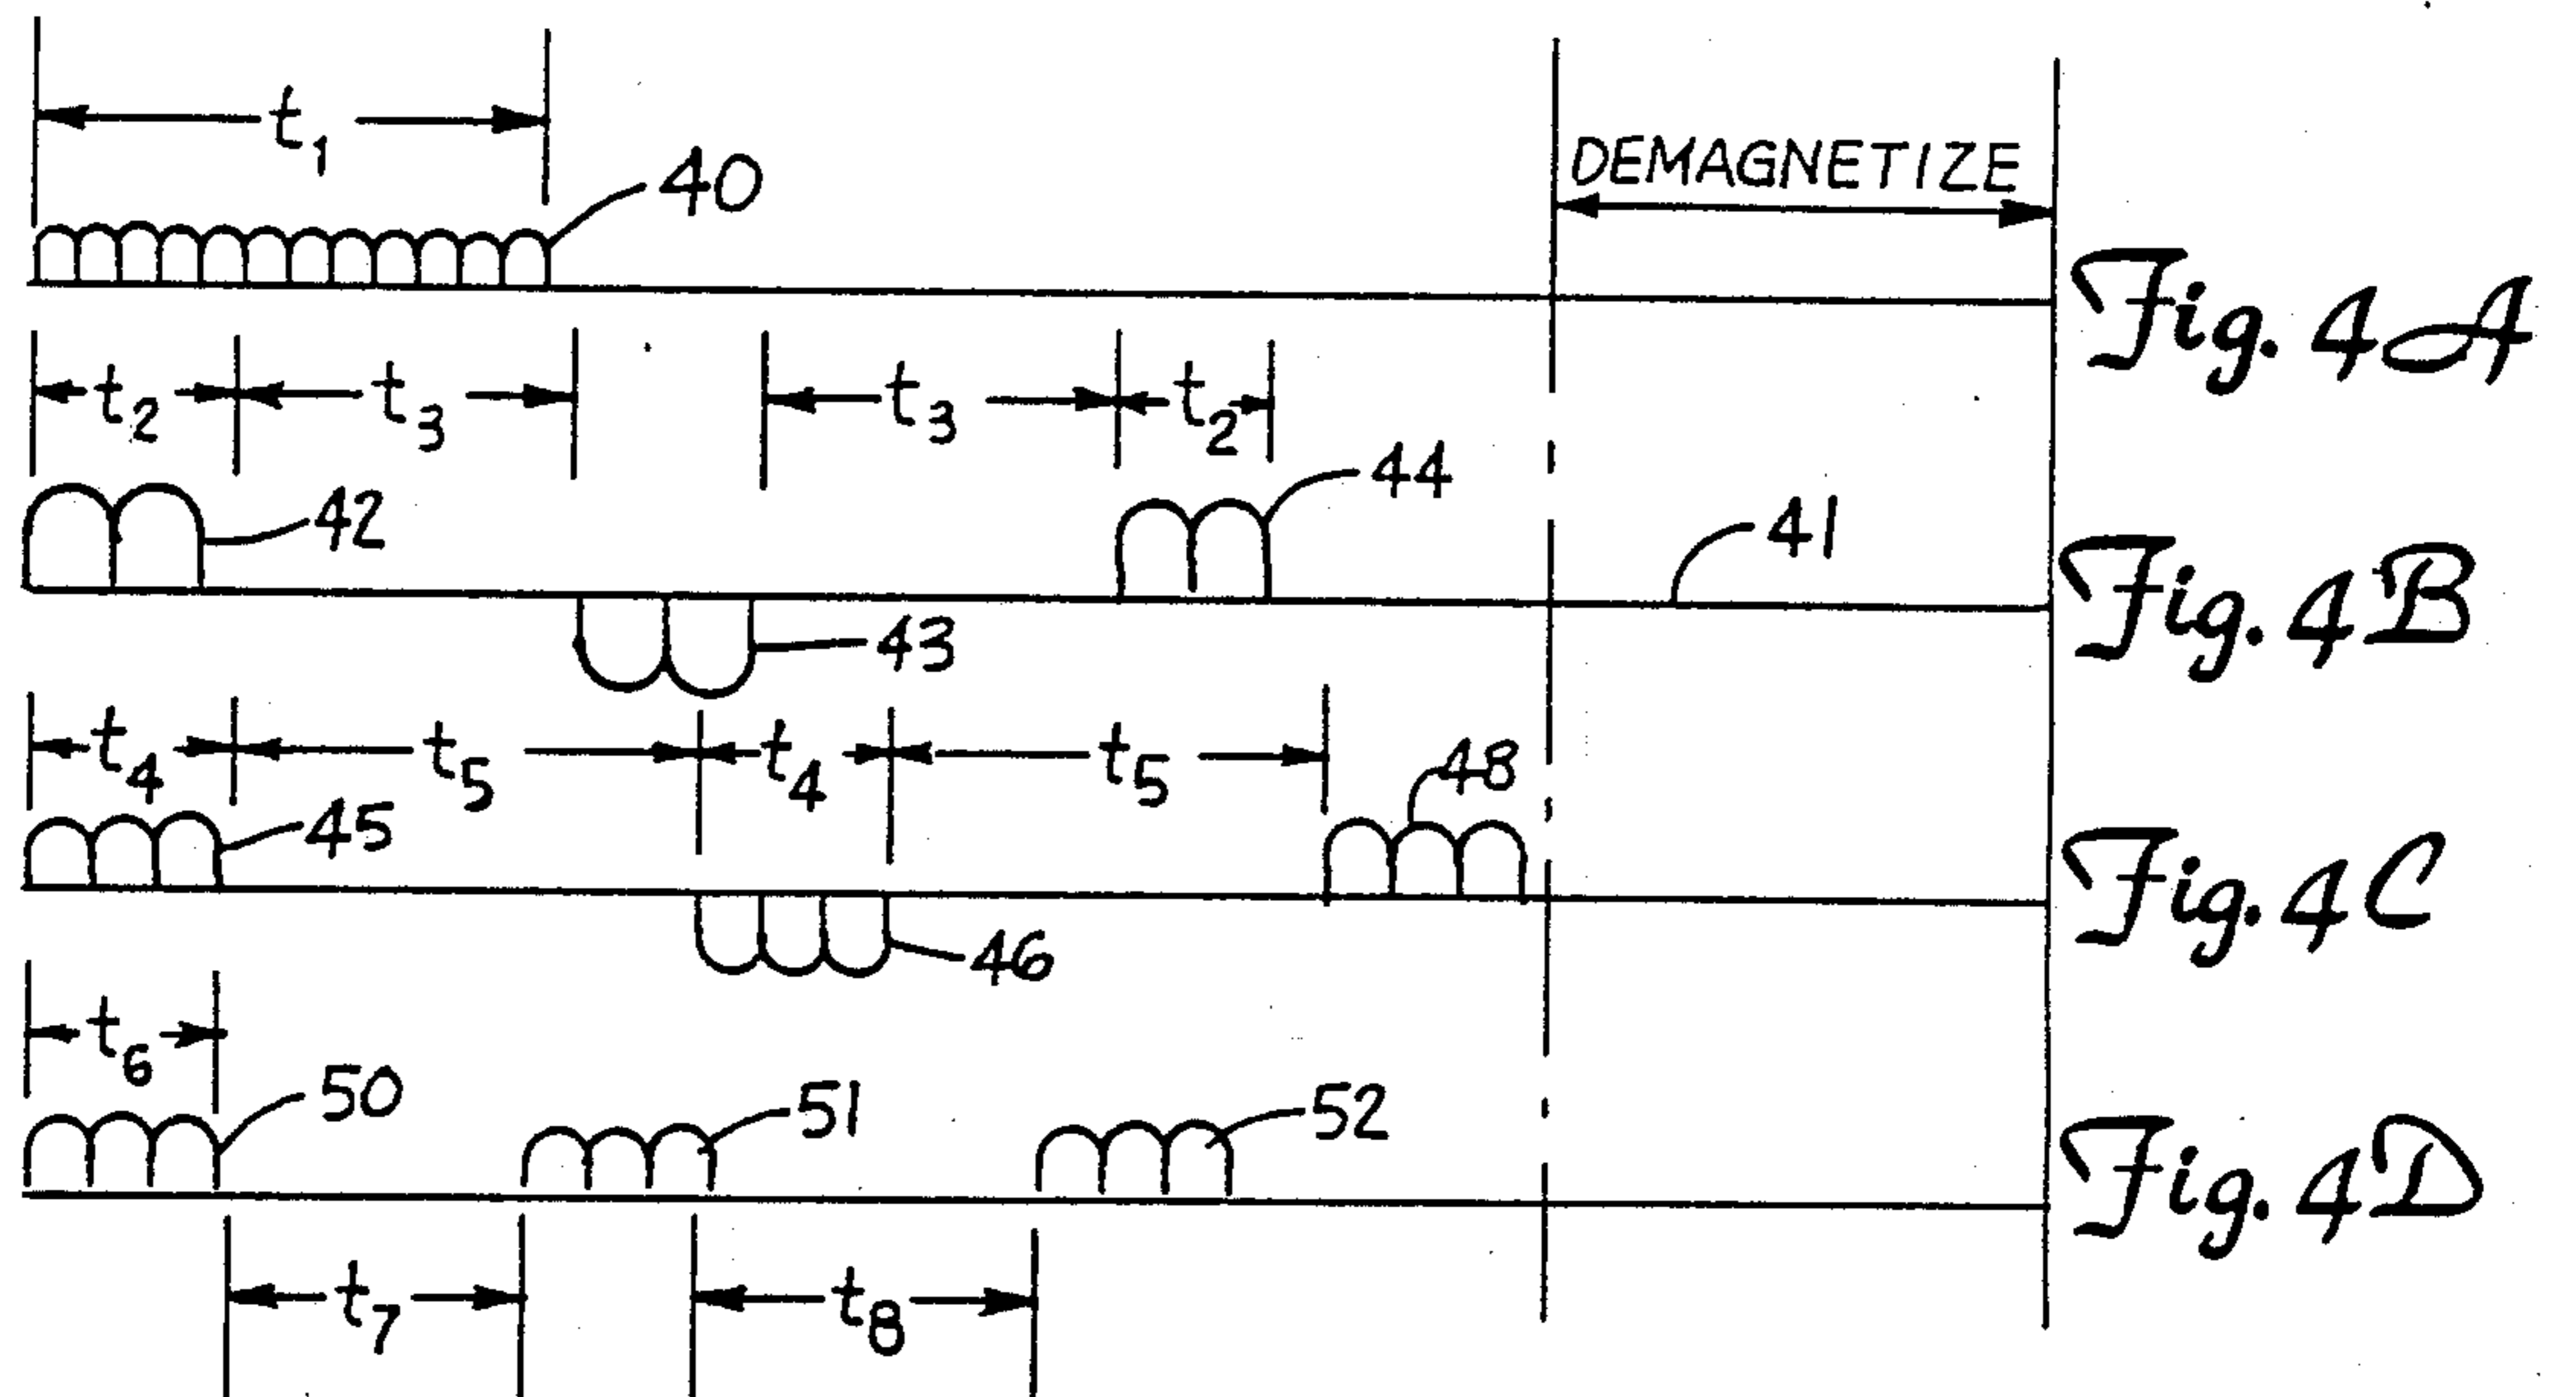 t1
40
DEMAGNETIZE
Fig. 4A
t2 t3 t3 t2
42
44
41
43
Fig. 4B
t4 t5 t4 t5
45
48
46
Fig. 4C
t6
50
51
52
Fig. 4D
t7 t8